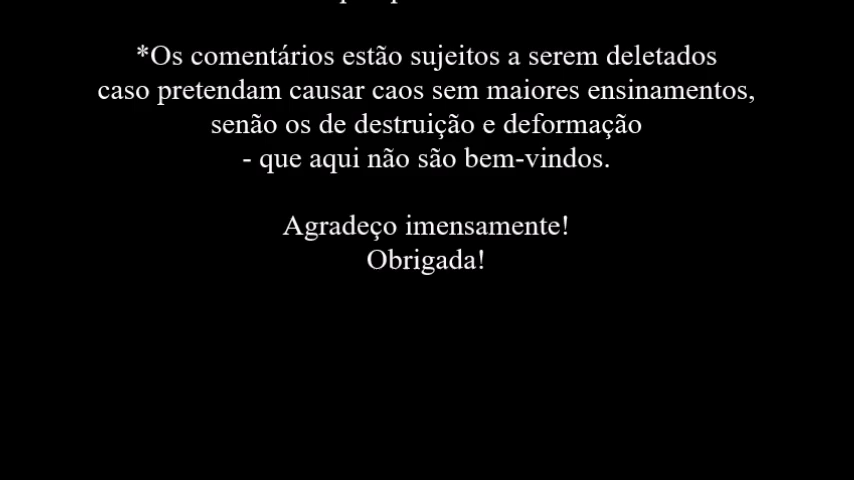 *Os comentários estão sujeitos a serem deletados
caso pretendam causar caos sem maiores ensinamentos,
senão os de destruição e deformação
- que aqui não são bem-vindos.
Agradeço imensamente!
Obrigada!